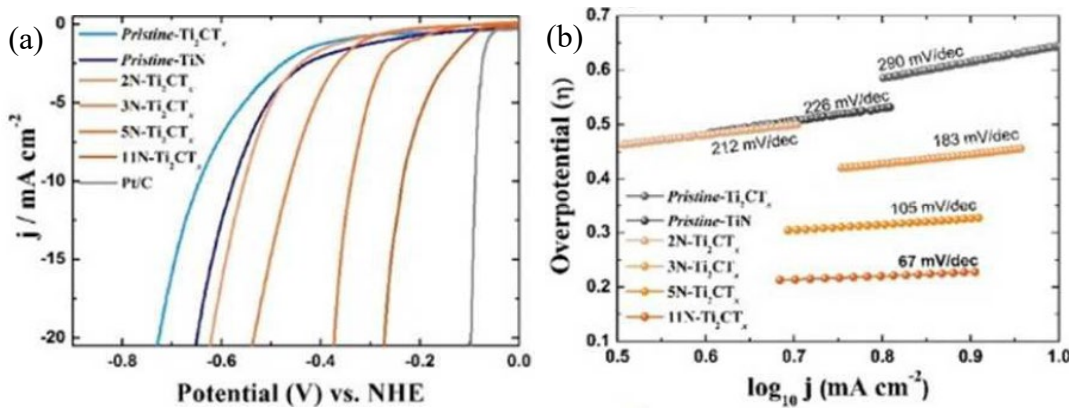 (a)
j / mA cm⁻²
0
-5
-10
-15
-20
Pristine-Ti₂CTₓ
Pristine-TiN
2N-Ti₂CTₓ
3N-Ti₂CTₓ
5N-Ti₂CTₓ
11N-Ti₂CTₓ
Pt/C
-0.8
-0.6
-0.4
-0.2
0.0
Potential (V) vs. NHE
(b)
Overpotential (η)
0.7
0.6
0.5
0.4
0.3
0.2
0.1
290 mV/dec
226 mV/dec
212 mV/dec
183 mV/dec
105 mV/dec
67 mV/dec
Pristine-Ti₂CTₓ
Pristine-TiN
2N-Ti₂CTₓ
3N-Ti₂CTₓ
5N-Ti₂CTₓ
11N-Ti₂CTₓ
0.5
0.6
0.7
0.8
0.9
1.0
log₁₀ j (mA cm⁻²)